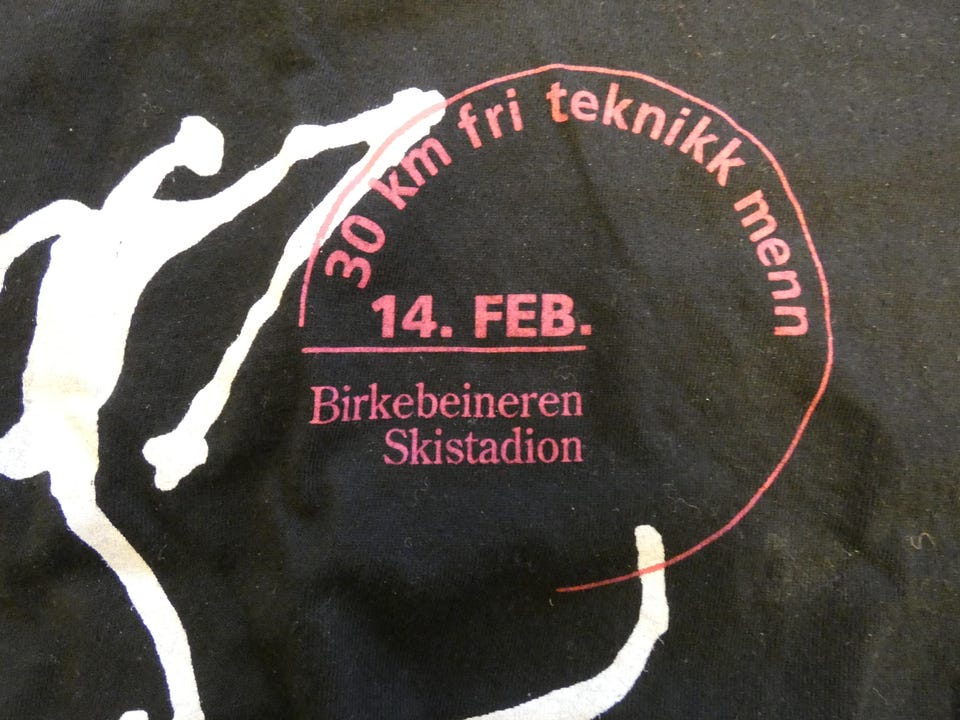 30 km fri teknikk menn
14. FEB.
Birkebeineren
Skistadion